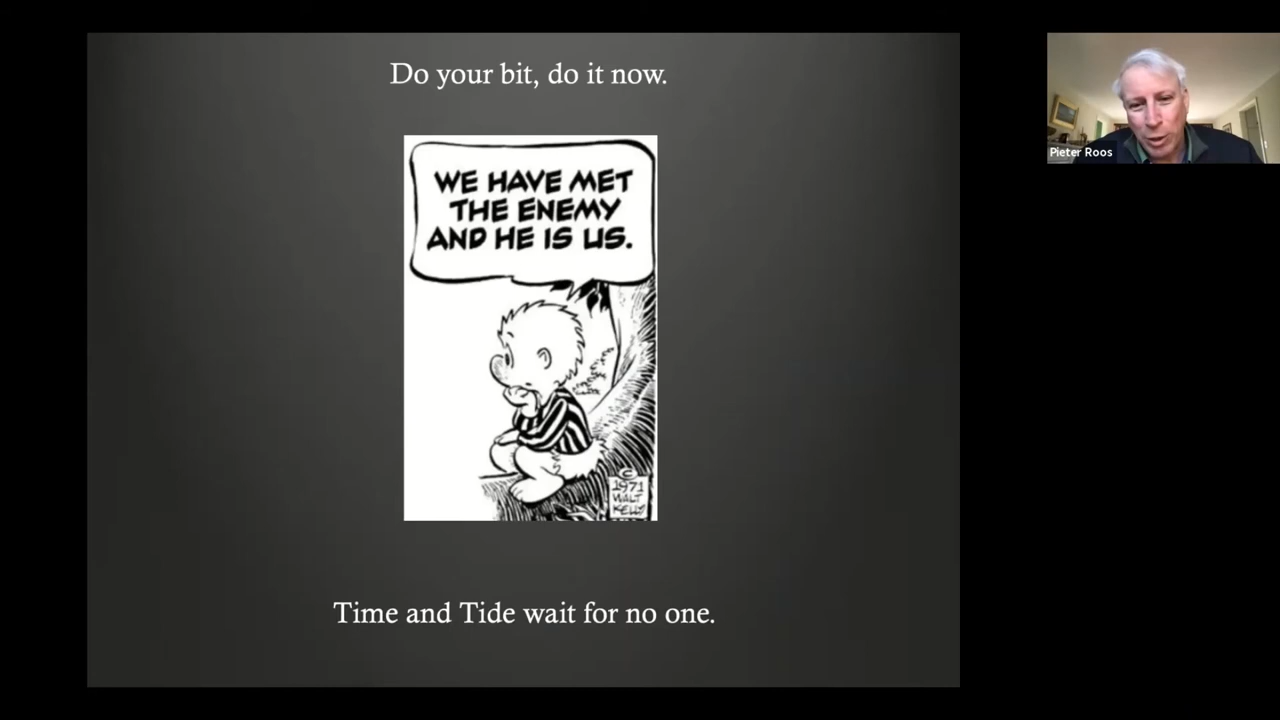 Do your bit, do it now.
WE HAVE MET
THE ENEMY
AND HE IS US.
©
1971
WALT
KELLY
Time and Tide wait for no one.
Pieter Roos